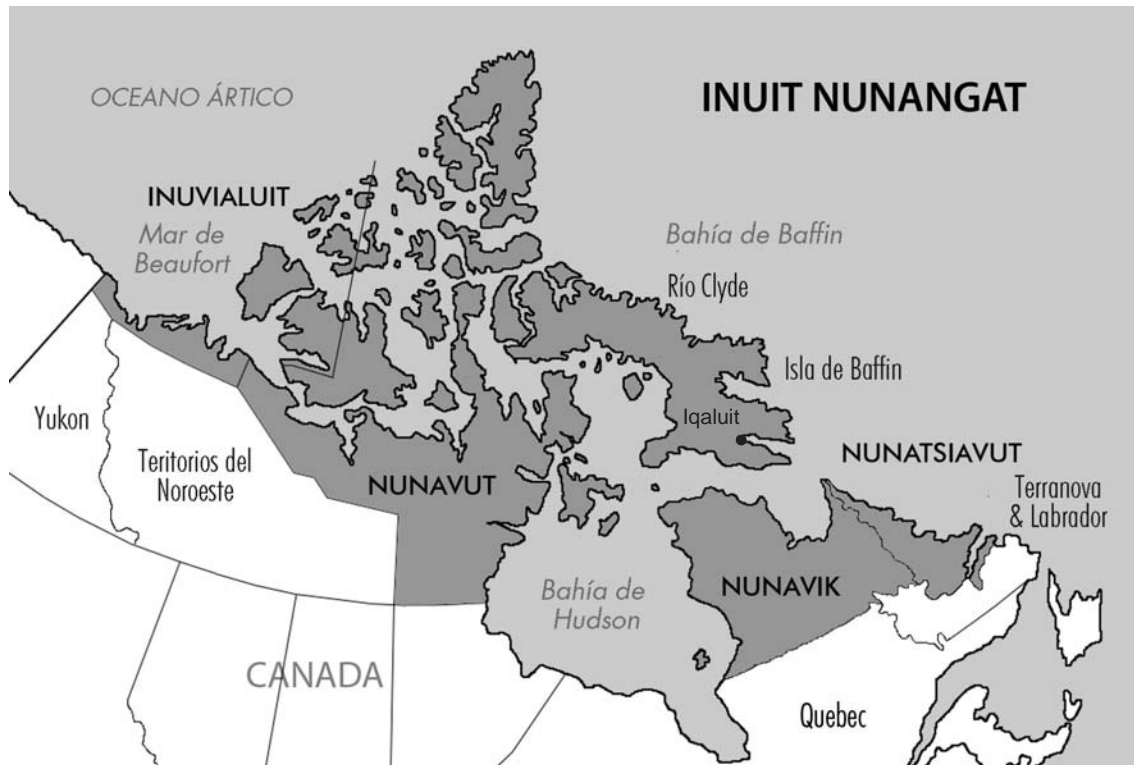 OCEANO ÁRTICO
INUIT NUNANGAT
INUVIALUIT
Mar de
Beaufort
Bahía de Baffin
Río Clyde
Isla de Baffin
Iqaluit
Yukon
Teritorios del
Noroeste
NUNAVUT
NUNATSIAVUT
Terranova
& Labrador
NUNAVIK
Bahía de
Hudson
CANADA
Quebec